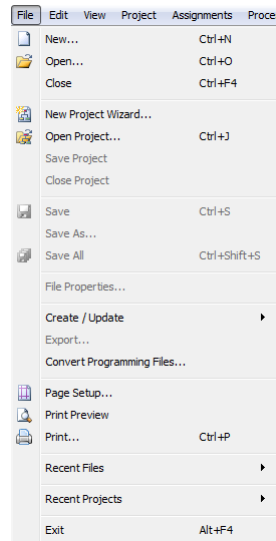 File Edit View Project Assignments Proce
New... Ctrl+N
Open... Ctrl+O
Close Ctrl+F4
New Project Wizard...
Open Project... Ctrl+J
Save Project
Close Project
Save Ctrl+S
Save As...
Save All Ctrl+Shift+S
File Properties...
Create / Update
Export...
Convert Programming Files...
Page Setup...
Print Preview
Print... Ctrl+P
Recent Files
Recent Projects
Exit Alt+F4